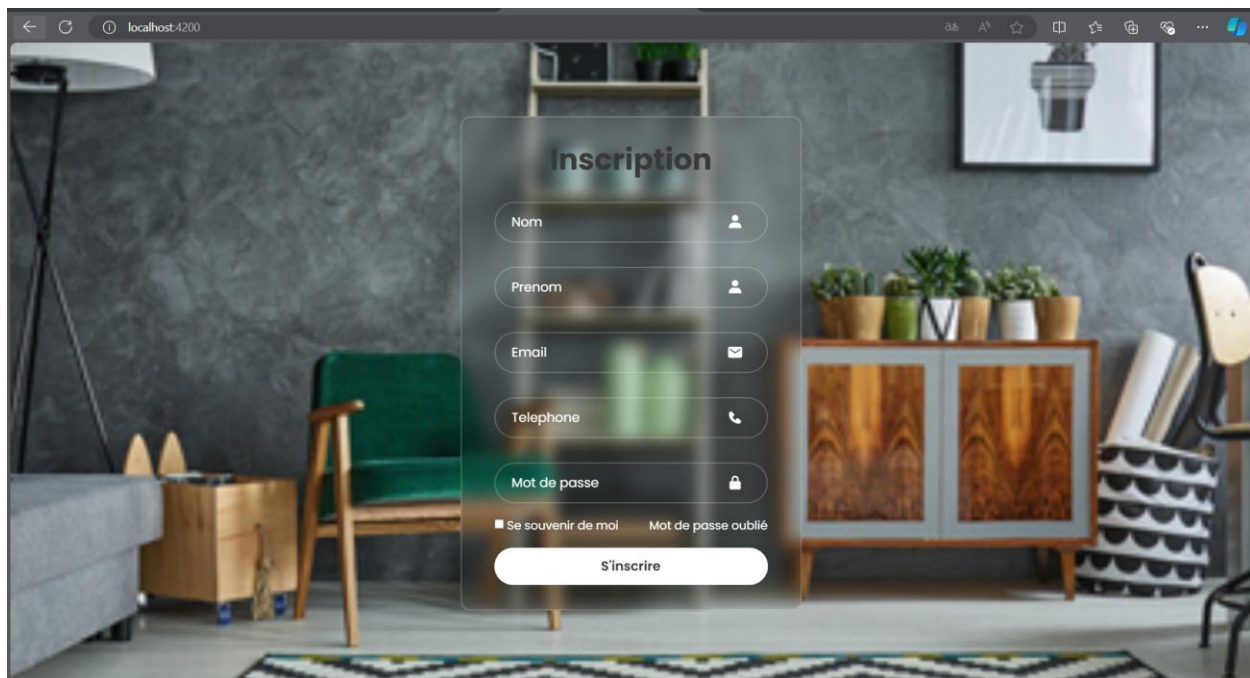 localhost:4200
Inscription
Nom
Prenom
Email
Telephone
Mot de passe
Se souvenir de moi Mot de passe oublié
S'inscrire